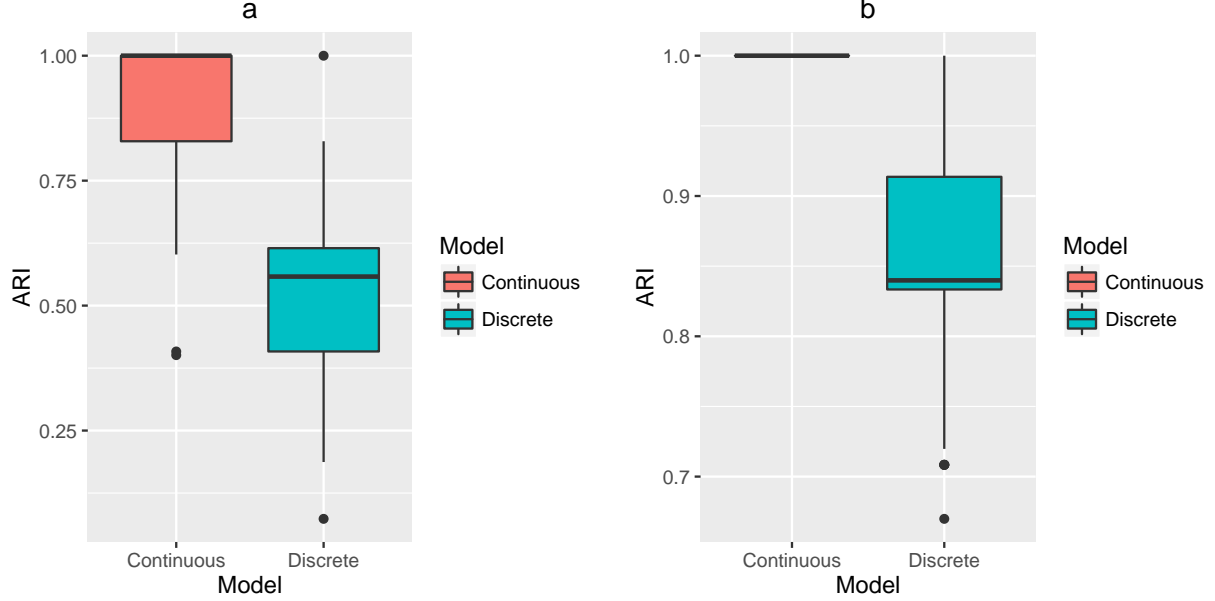 a
1.00
0.75
0.50
0.25
ARI
Continuous
Discrete
Model
Model
Continuous
Discrete
b
1.0
0.9
0.8
0.7
ARI
Continuous
Discrete
Model
Model
Continuous
Discrete